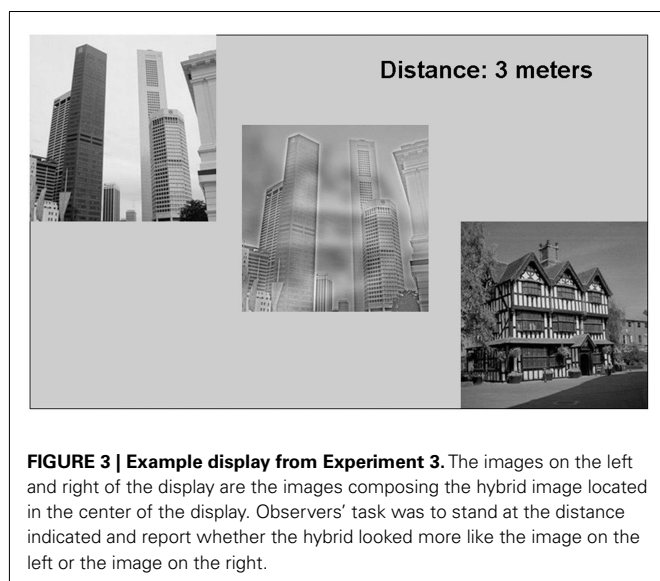 Distance: 3 meters
FIGURE 3 | Example display from Experiment 3. The images on the left
and right of the display are the images composing the hybrid image located
in the center of the display. Observers' task was to stand at the distance
indicated and report whether the hybrid looked more like the image on the
left or the image on the right.